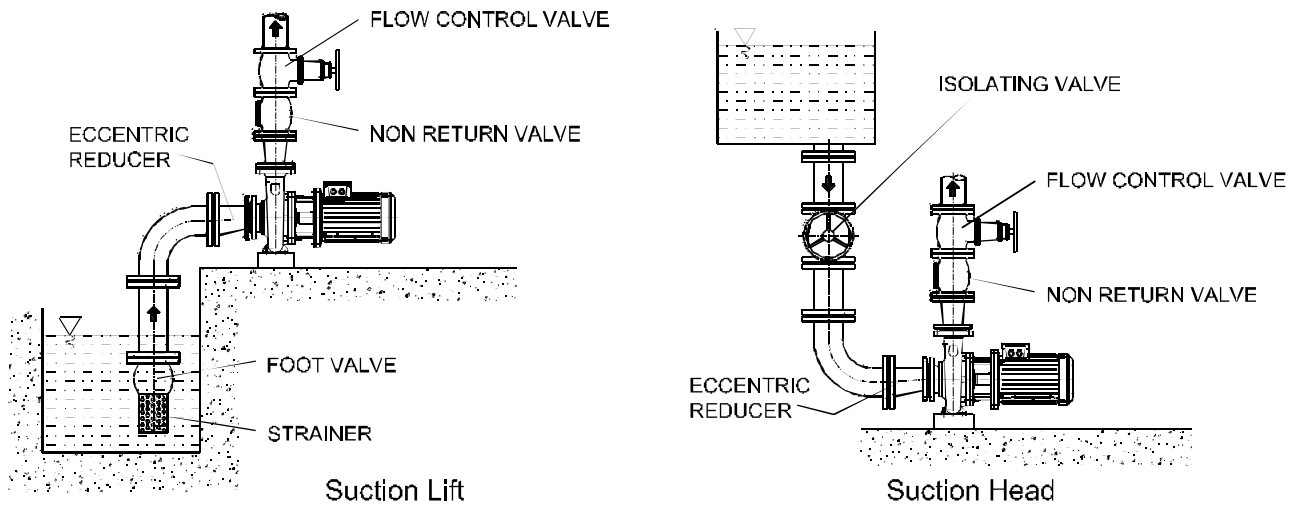 FLOW CONTROL VALVE
ECCENTRIC
REDUCER
NON RETURN VALVE
FOOT VALVE
STRAINER
Suction Lift
ISOLATING VALVE
FLOW CONTROL VALVE
NON RETURN VALVE
ECCENTRIC
REDUCER
Suction Head